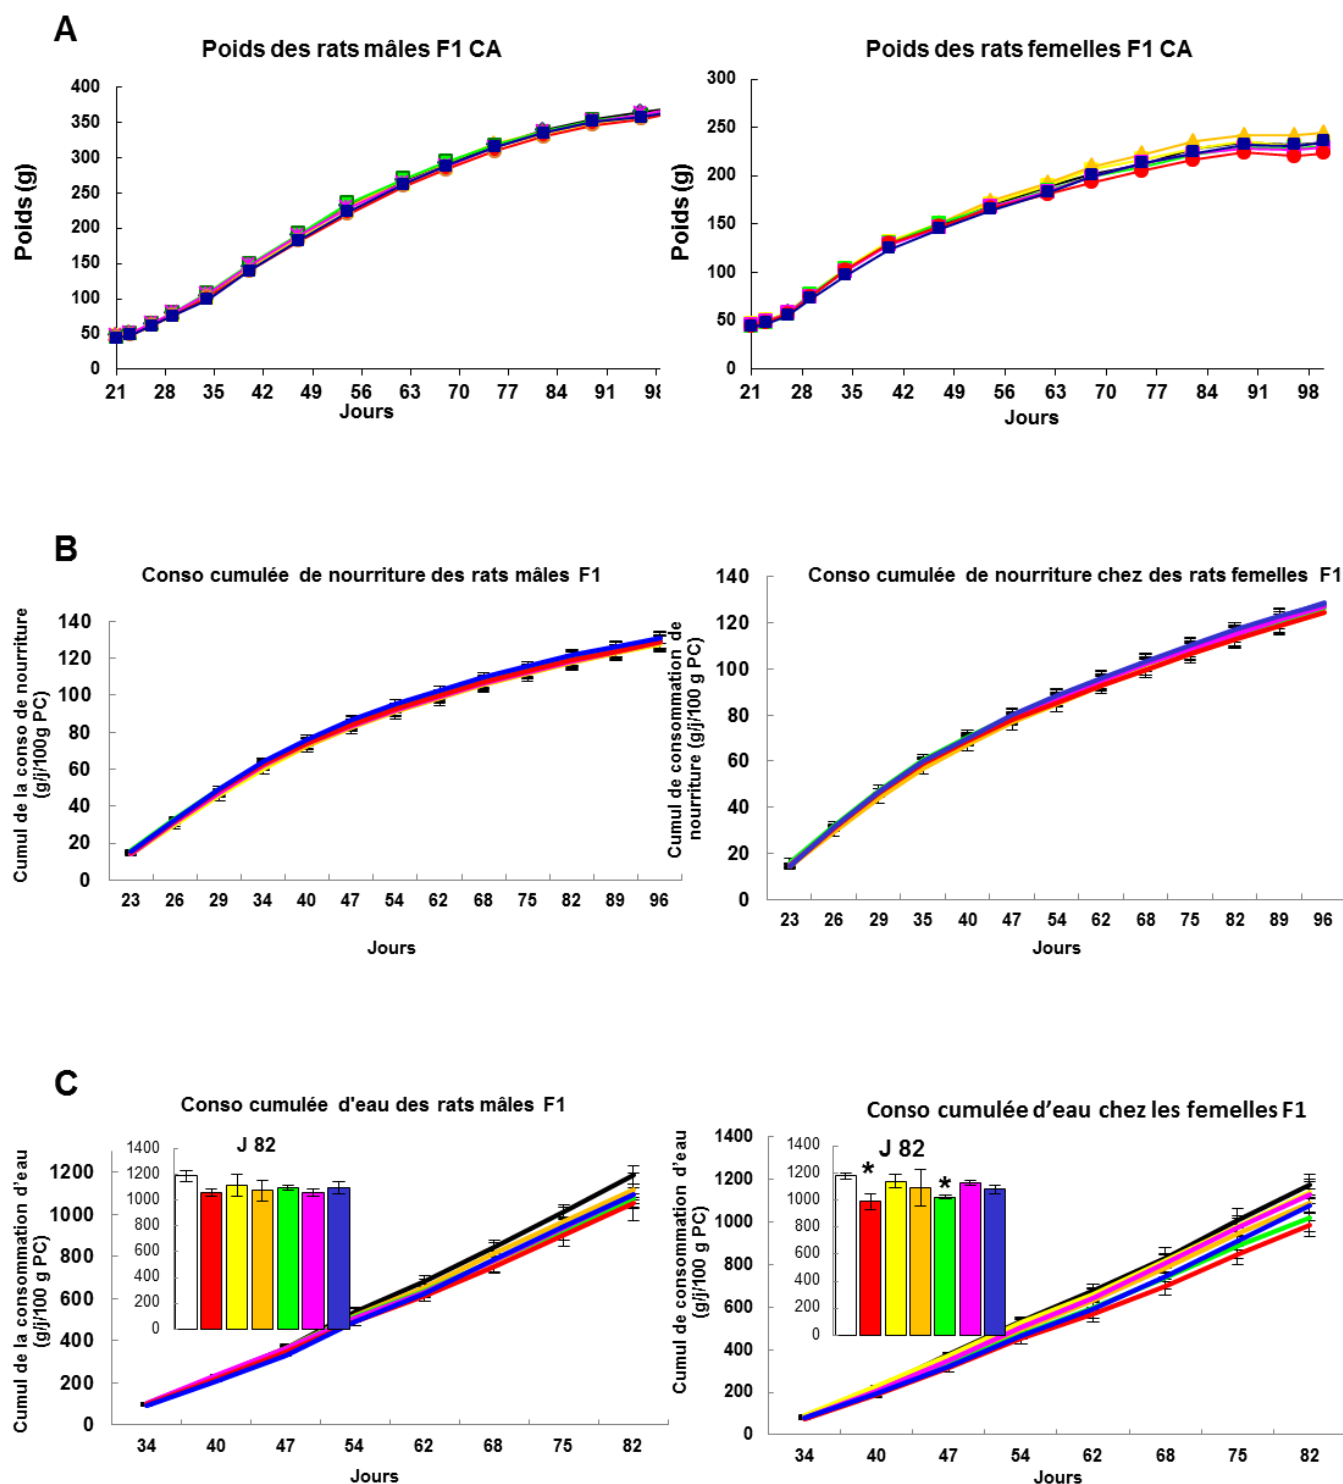 A
Poids des rats mâles F1 CA
Poids (g)
400
350
300
250
200
150
100
50
0
21 28 35 42 49 56 63 70 77 84 91 98
Jours
Poids des rats femelles F1 CA
Poids (g)
300
250
200
150
100
50
0
21 28 35 42 49 56 63 70 77 84 91 98
Jours
B
Conso cumulée de nourriture des rats mâles F1
Cumul de la conso de nourriture
(g/j/100g PC)
140
120
100
80
60
40
20
0
23 26 29 34 40 47 54 62 68 75 82 89 96
Jours
Conso cumulée de nourriture chez des rats femelles F1
Cumul de consommation de
nourriture (g/j/100 g PC)
140
120
100
80
60
40
20
0
23 26 29 35 40 47 54 62 68 75 82 89 96
Jours
C
Conso cumulée d'eau des rats mâles F1
Cumul de la consommation d'eau
(g/j/100 g PC)
1200
1000
800
600
400
200
0
34 40 47 54 62 68 75 82
Jours
J 82
1400
1200
1000
800
600
400
200
0
Conso cumulée d’eau chez les femelles F1
Cumul de consommation d'eau
(g/j/100 g PC)
1400
1200
1000
800
600
400
200
0
34 40 47 54 62 68 75 82
Jours
J 82
1400
1200
1000
800
600
400
200
0
* *